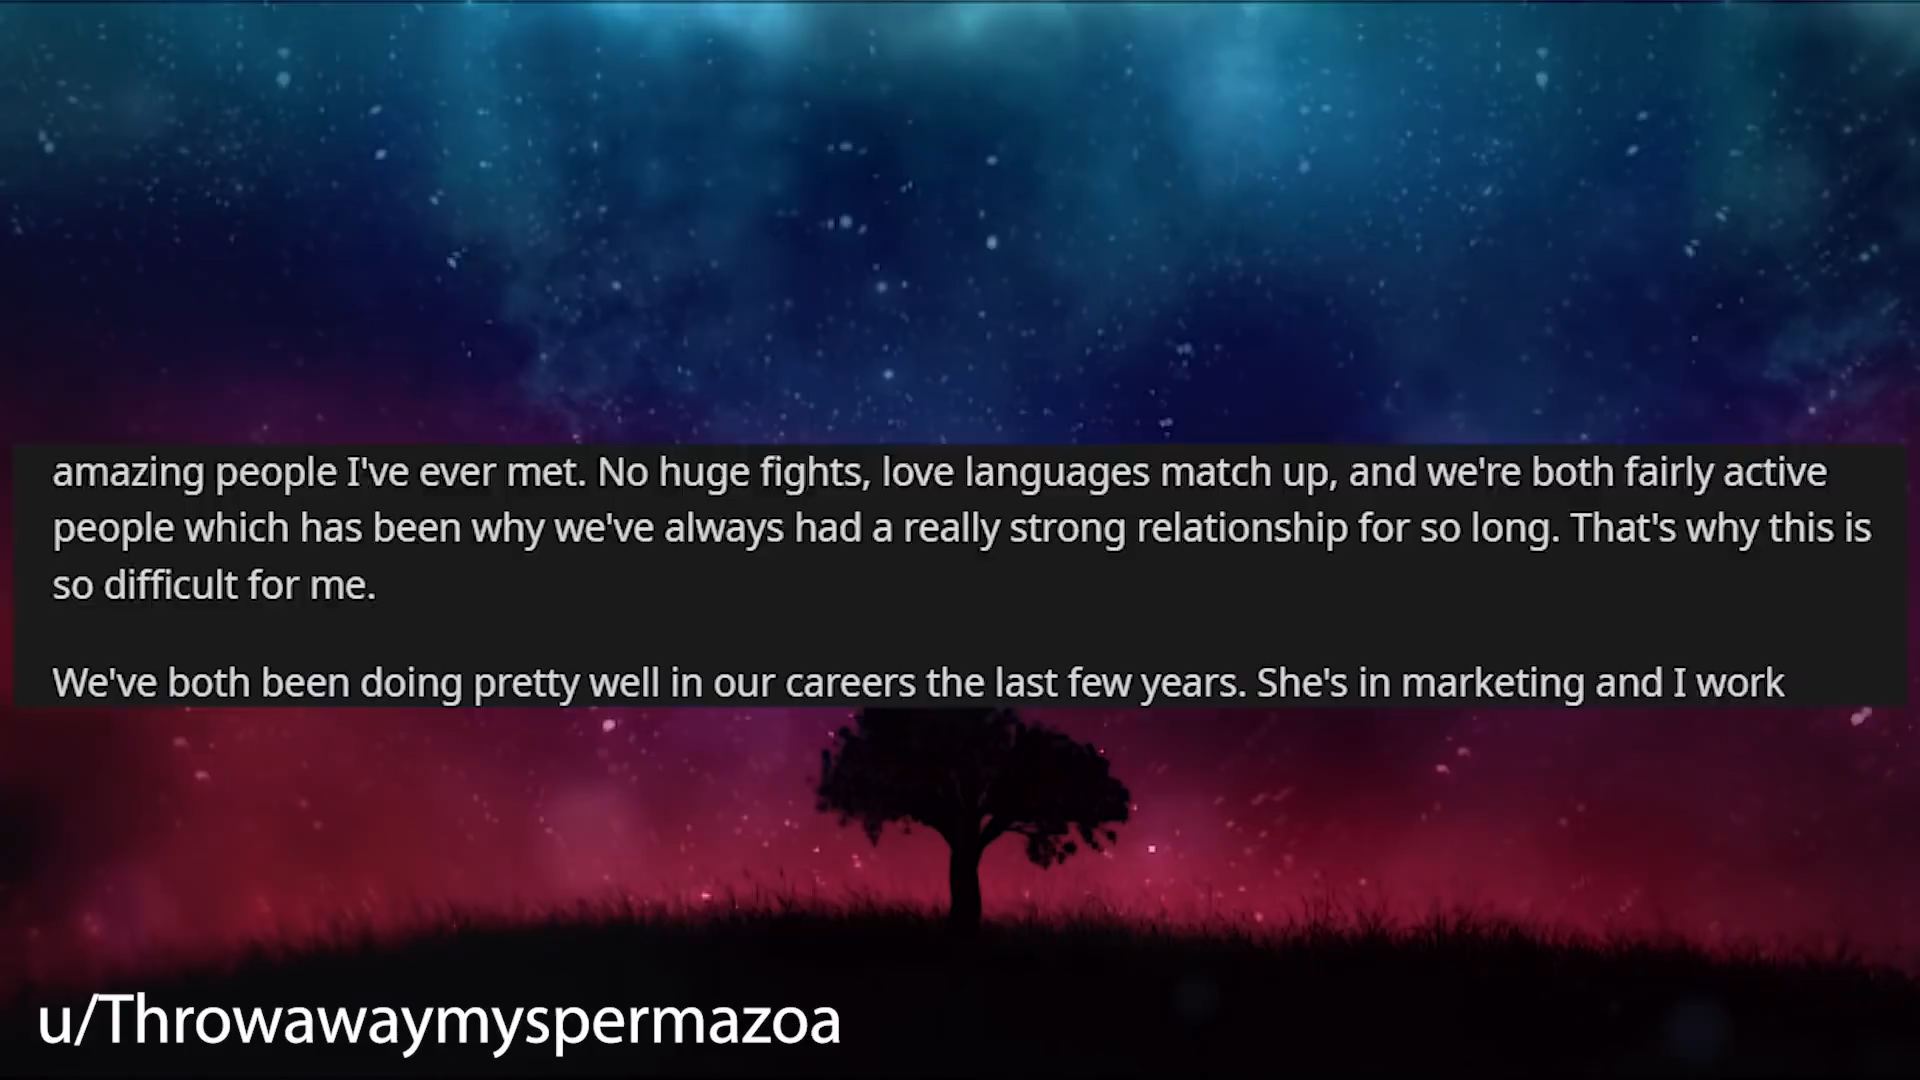 amazing people I've ever met. No huge fights, love languages match up, and we're both fairly active
people which has been why we've always had a really strong relationship for so long. That's why this is
so difficult for me.
We've both been doing pretty well in our careers the last few years. She's in marketing and I work
u/Throwawaymyspermazoa